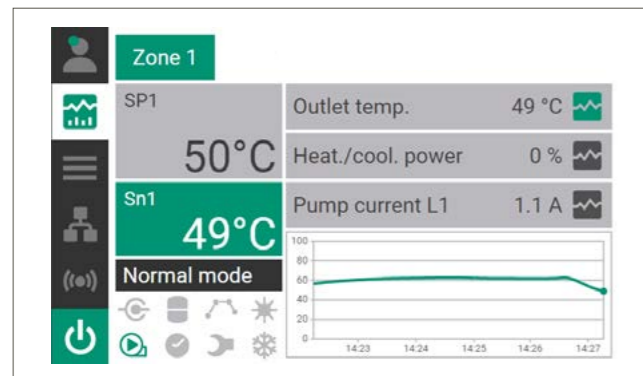 Zone 1
SP1
50°C
Sn1
49°C
Normal mode
Outlet temp. 49 °C
Heat./cool. power 0 %
Pump current L1 1.1 A
100
80
60
40
20
0
14:23 14:24 14:25 14:26 14:27